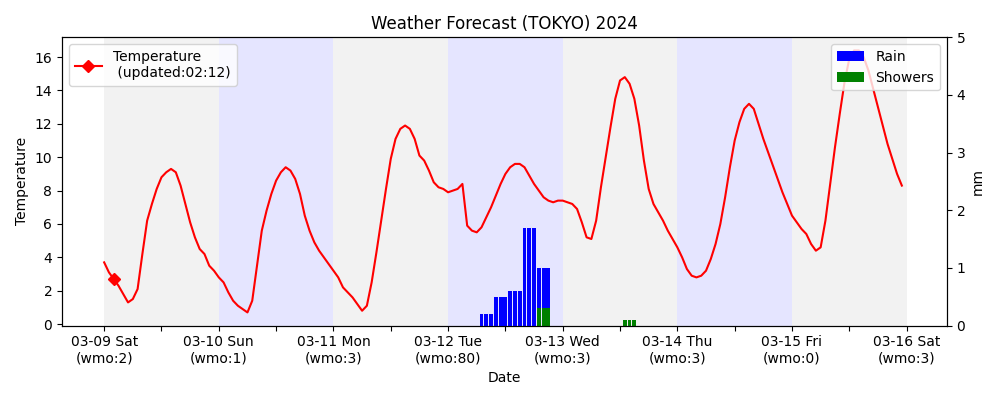 Weather Forecast (TOKYO) 2024
Temperature
(updated:02:12)
Rain
Showers
Temperature
16
14
12
10
8
6
4
2
0
5
4
3
2
1
0
mm
03-09 Sat
(wmo:2)
03-10 Sun
(wmo:1)
03-11 Mon
(wmo:3)
03-12 Tue
(wmo:80)
03-13 Wed
(wmo:3)
03-14 Thu
(wmo:3)
03-15 Fri
(wmo:0)
03-16 Sat
(wmo:3)
Date